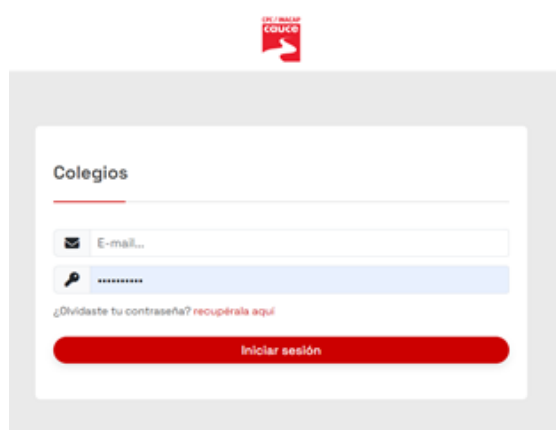 CPC / INACAP
cauce
Colegios
E-mail...
••••••••••
¿Olvidaste tu contraseña? recupérala aquí
Iniciar sesión